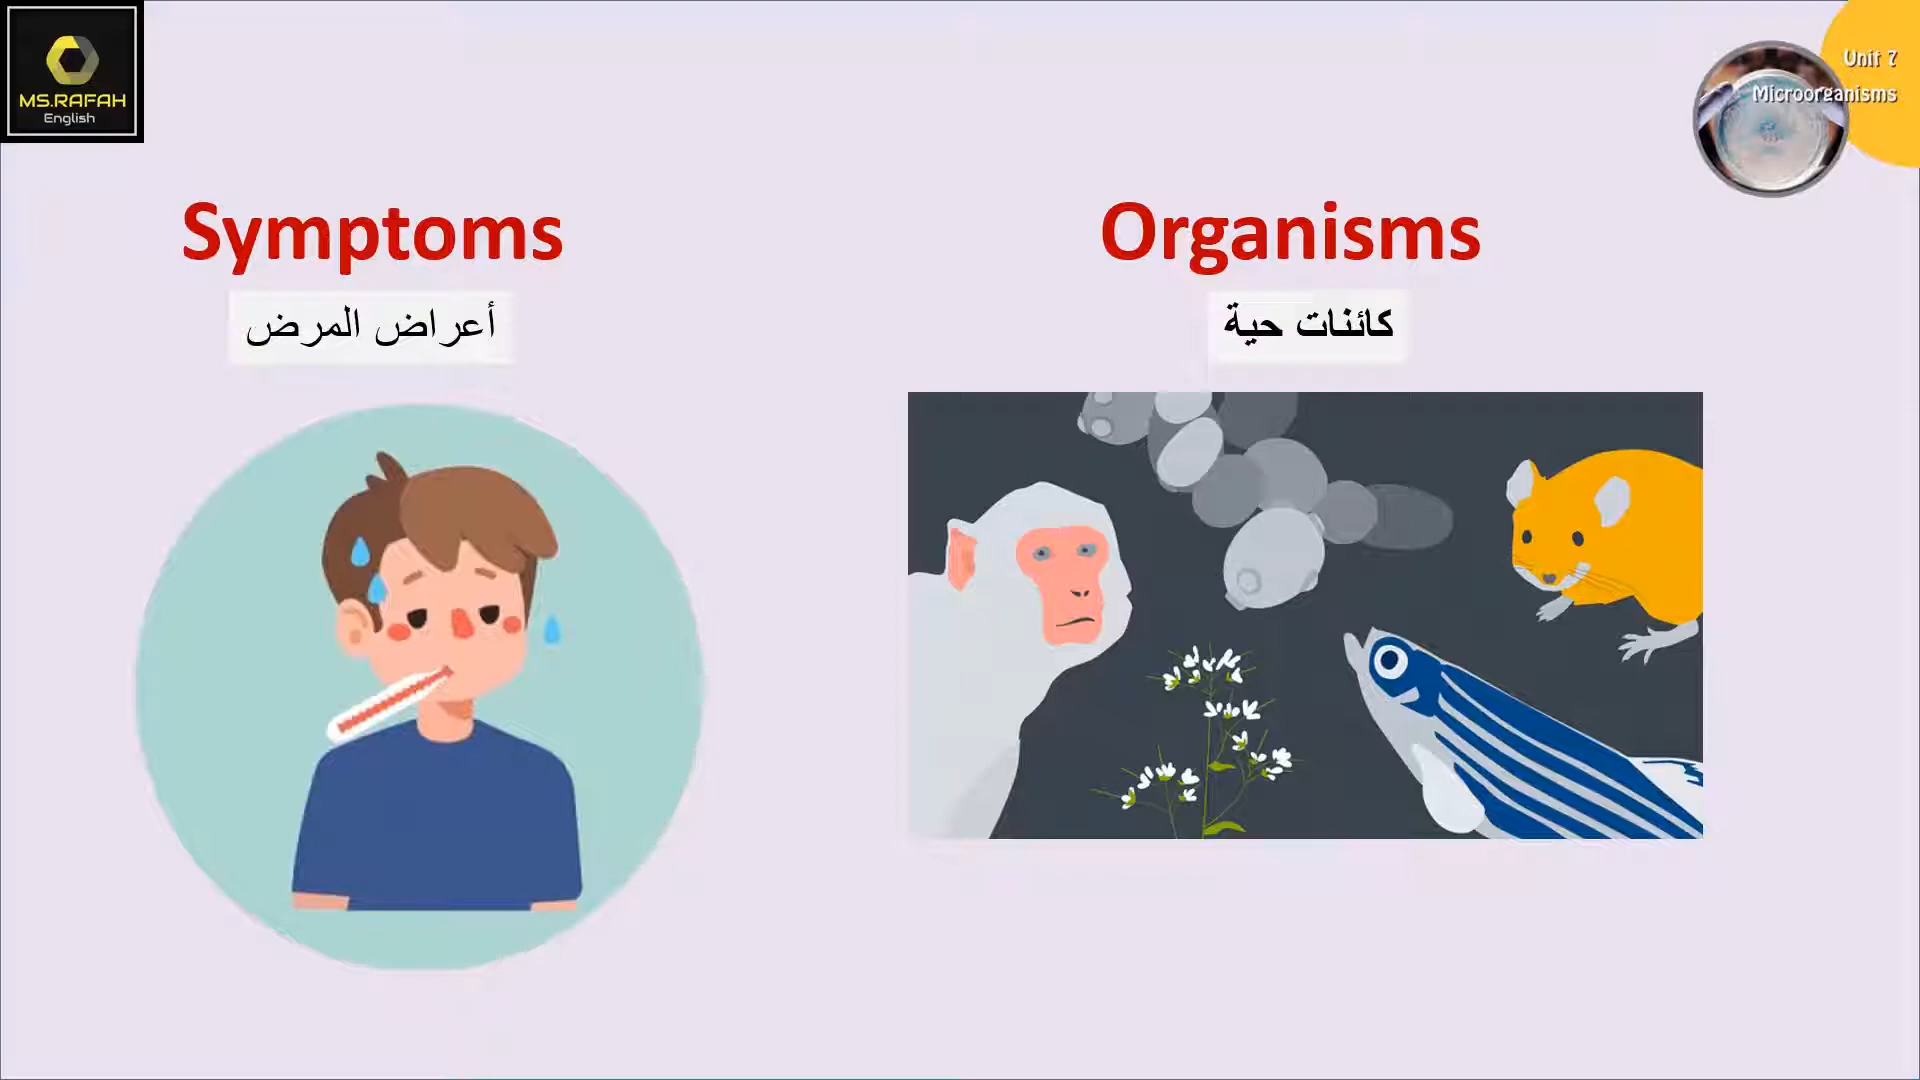 MS.RAFAH
English
Unit 7
Microorganisms
Symptoms
أعراض المرض
Organisms
كائنات حية